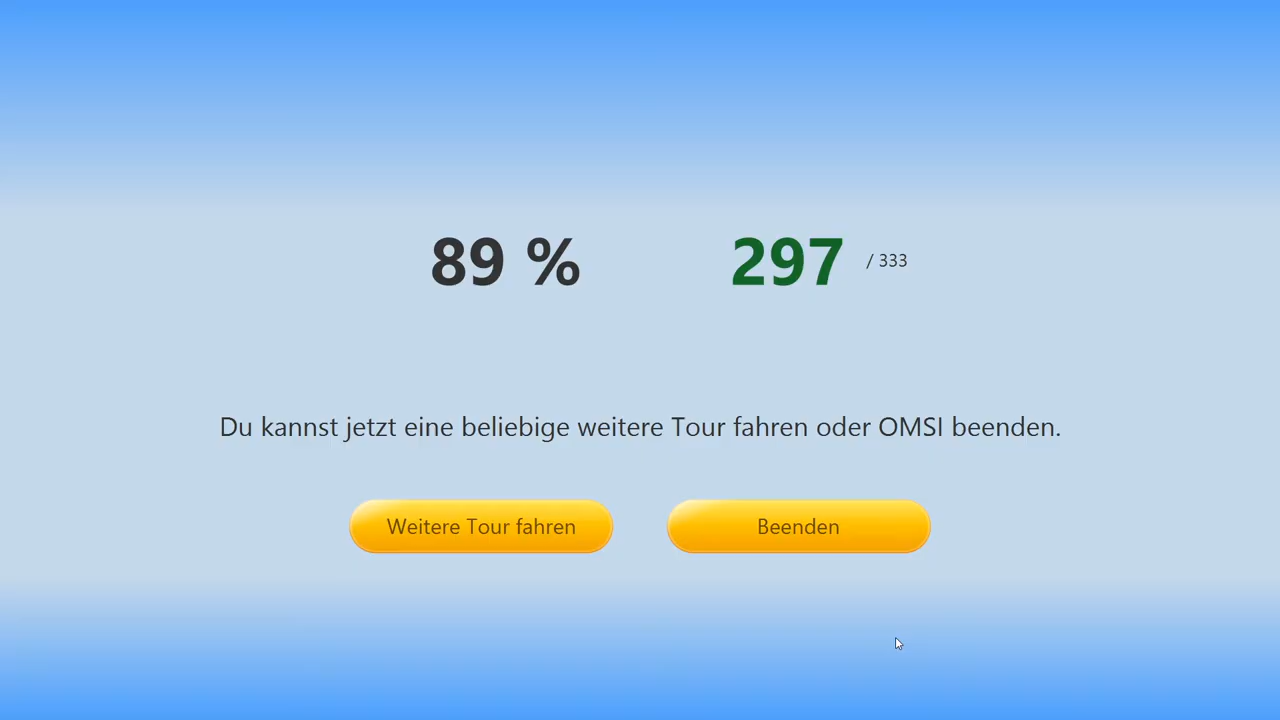 89 % 297 / 333
Du kannst jetzt eine beliebige weitere Tour fahren oder OMSI beenden.
Weitere Tour fahren Beenden